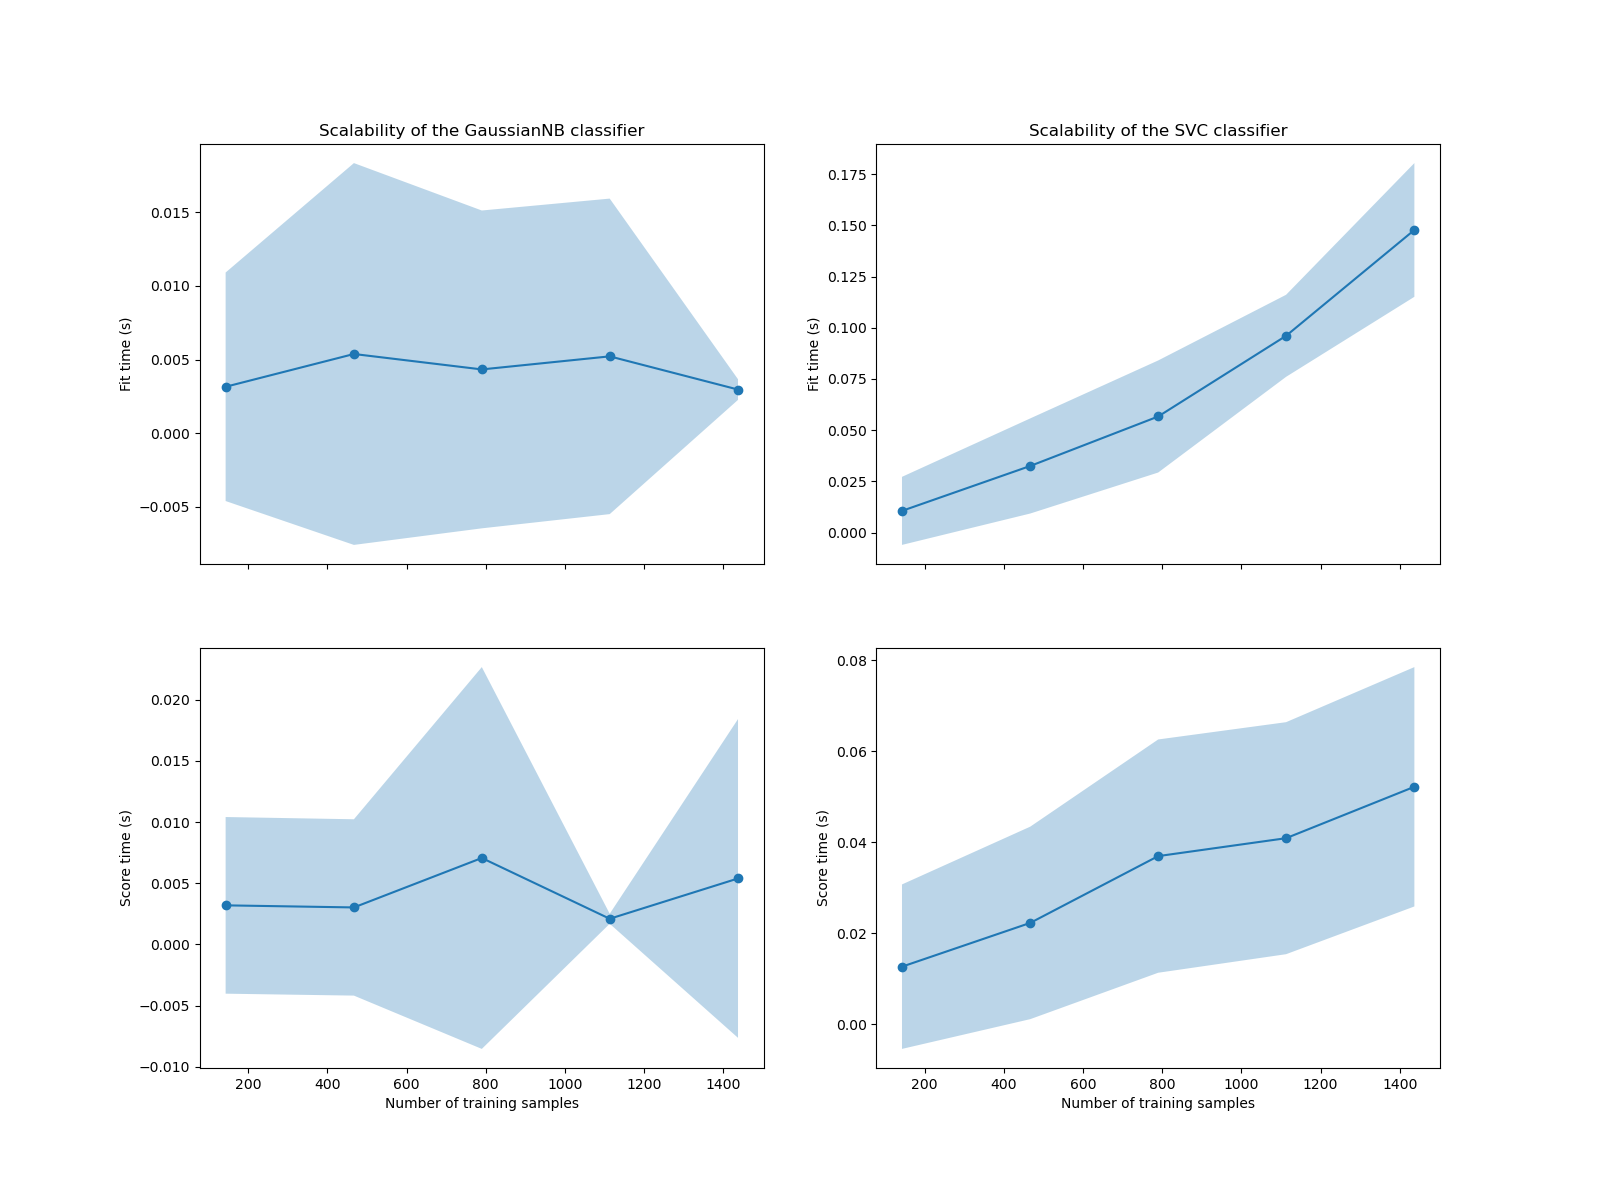 Scalability of the GaussianNB classifier
0.015
0.010
0.005
0.000
−0.005
Fit time (s)
Scalability of the SVC classifier
0.175
0.150
0.125
0.100
0.075
0.050
0.025
0.000
Fit time (s)
0.020
0.015
0.010
0.005
0.000
−0.005
−0.010
Score time (s)
200 400 600 800 1000 1200 1400
Number of training samples
0.08
0.06
0.04
0.02
0.00
Score time (s)
200 400 600 800 1000 1200 1400
Number of training samples